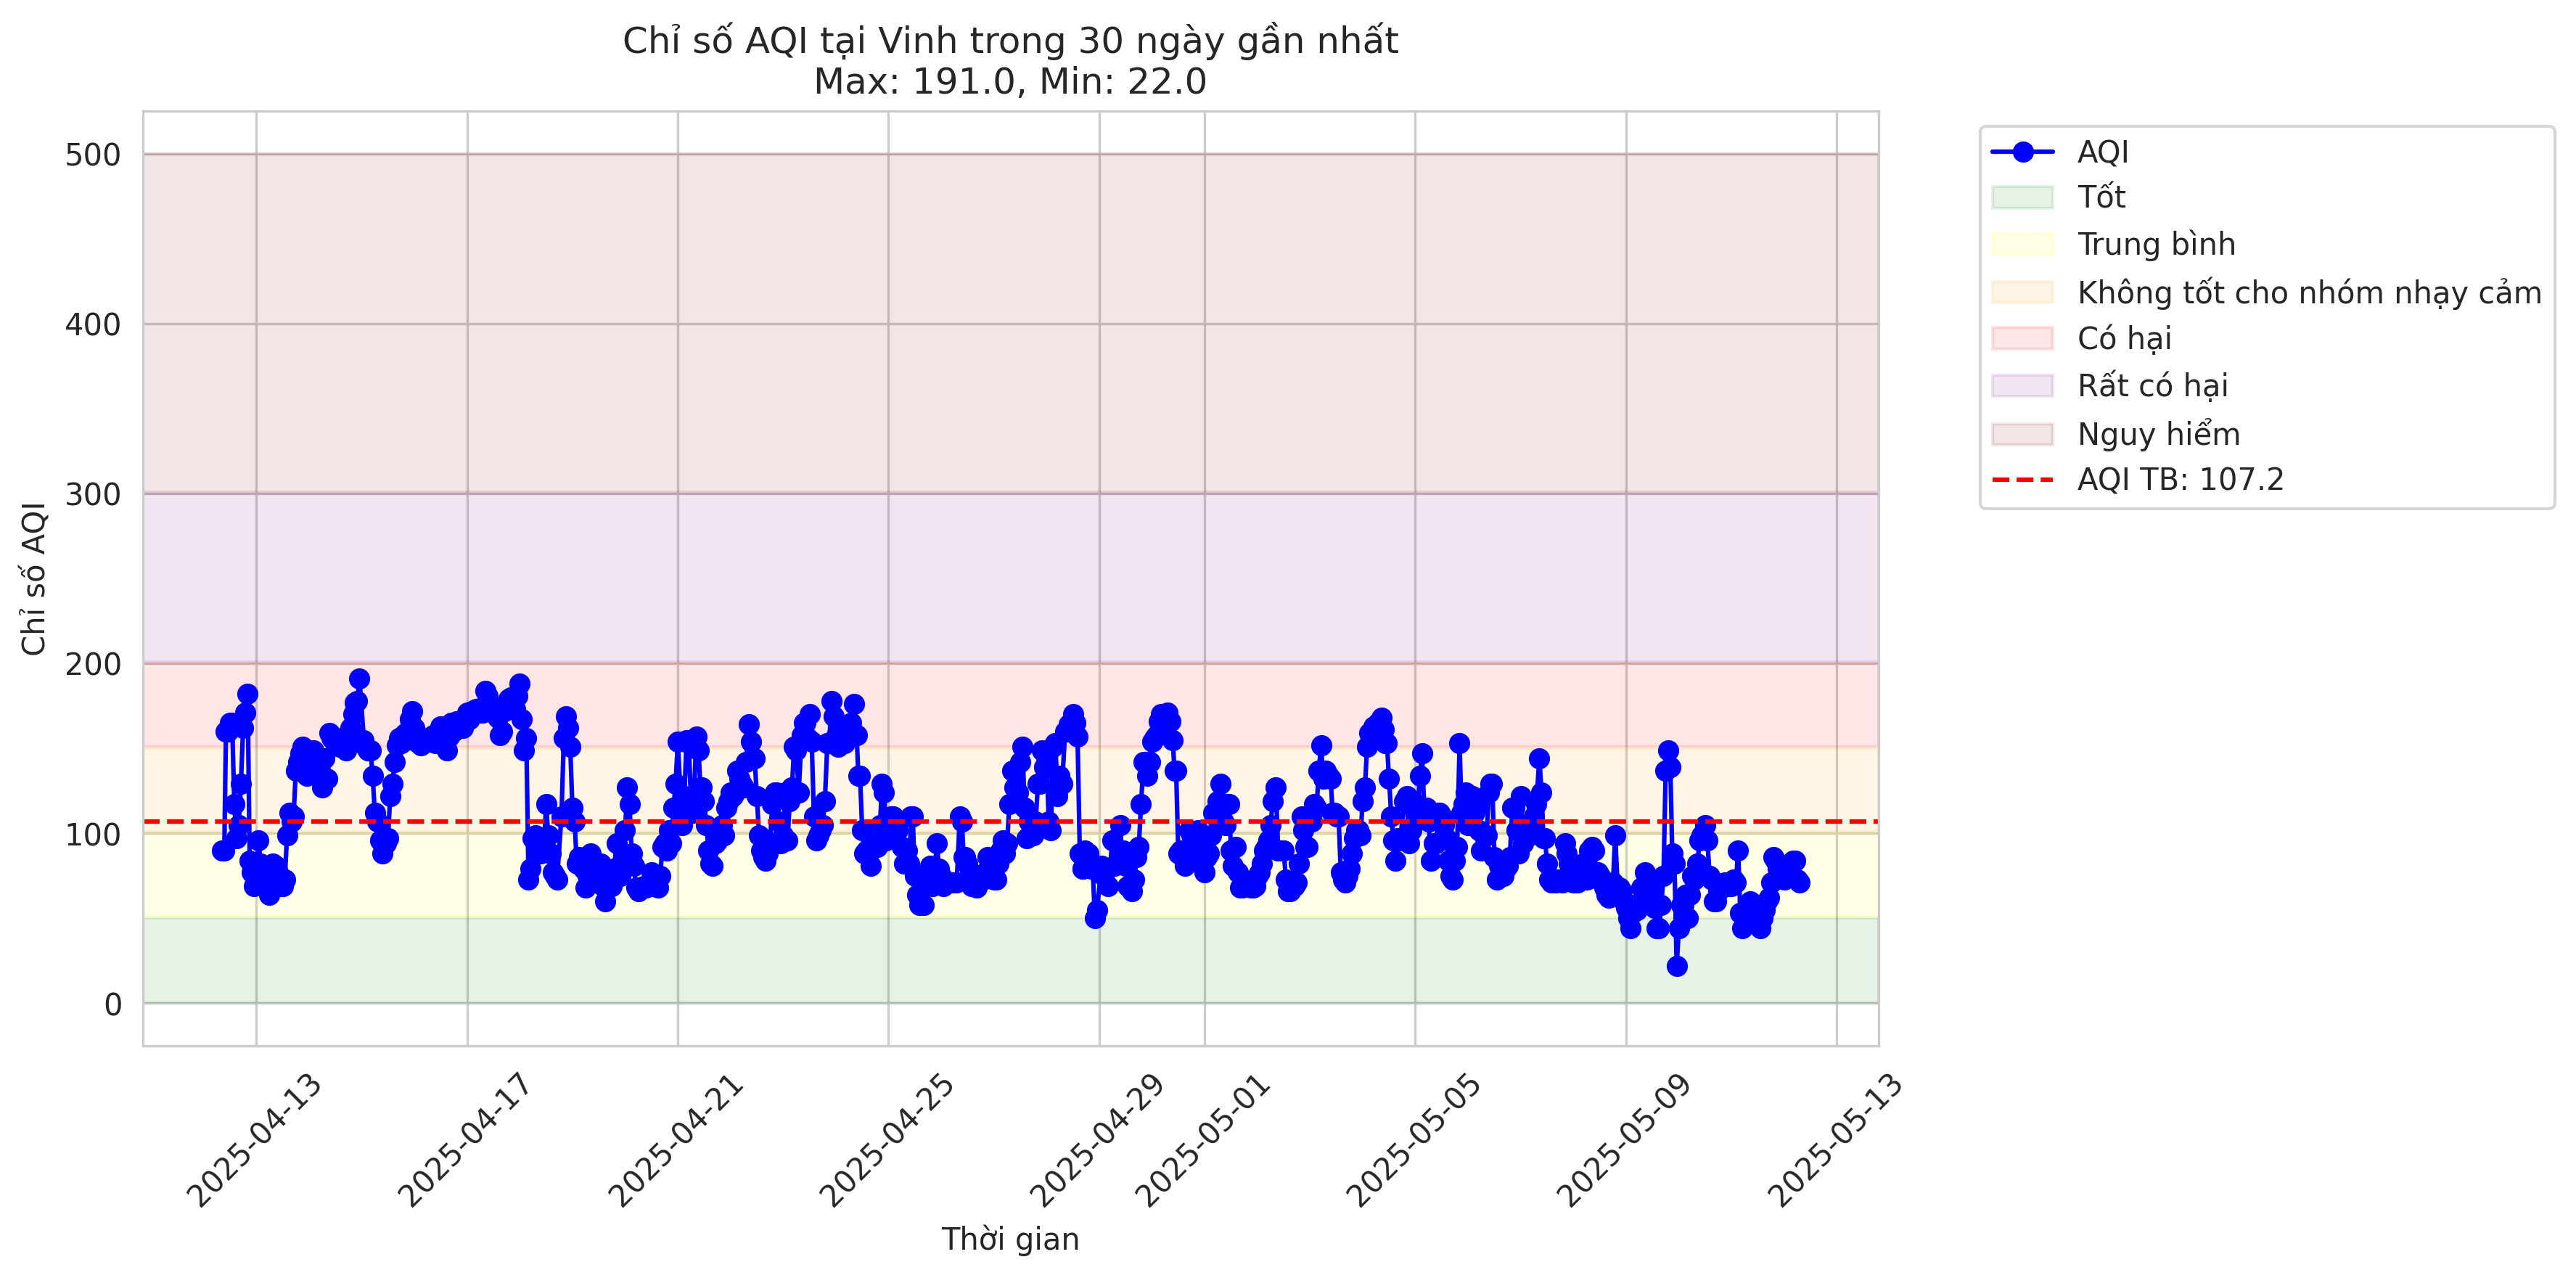 Chỉ số AQI tại Vinh trong 30 ngày gần nhất
Max: 191.0, Min: 22.0
Chỉ số AQI
500
400
300
200
100
0
2025-04-13
2025-04-17
2025-04-21
2025-04-25
2025-04-29
2025-05-01
2025-05-05
2025-05-09
2025-05-13
Thời gian
AQI
Tốt
Trung bình
Không tốt cho nhóm nhạy cảm
Có hại
Rất có hại
Nguy hiểm
AQI TB: 107.2